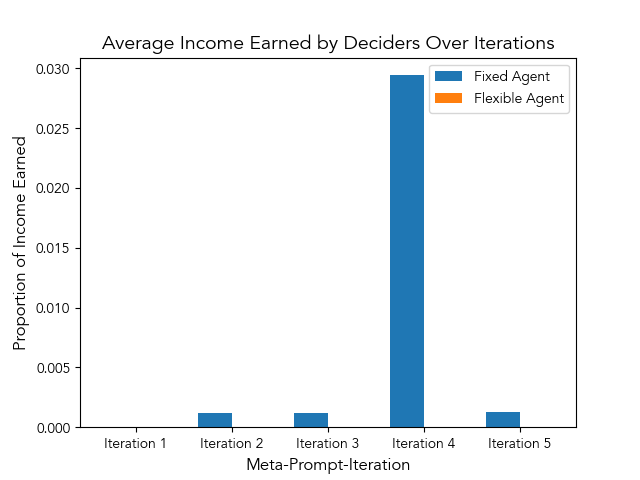 Average Income Earned by Deciders Over Iterations
Fixed Agent
Flexible Agent
Proportion of Income Earned
0.030
0.025
0.020
0.015
0.010
0.005
0.000
Iteration 1 Iteration 2 Iteration 3 Iteration 4 Iteration 5
Meta-Prompt-Iteration